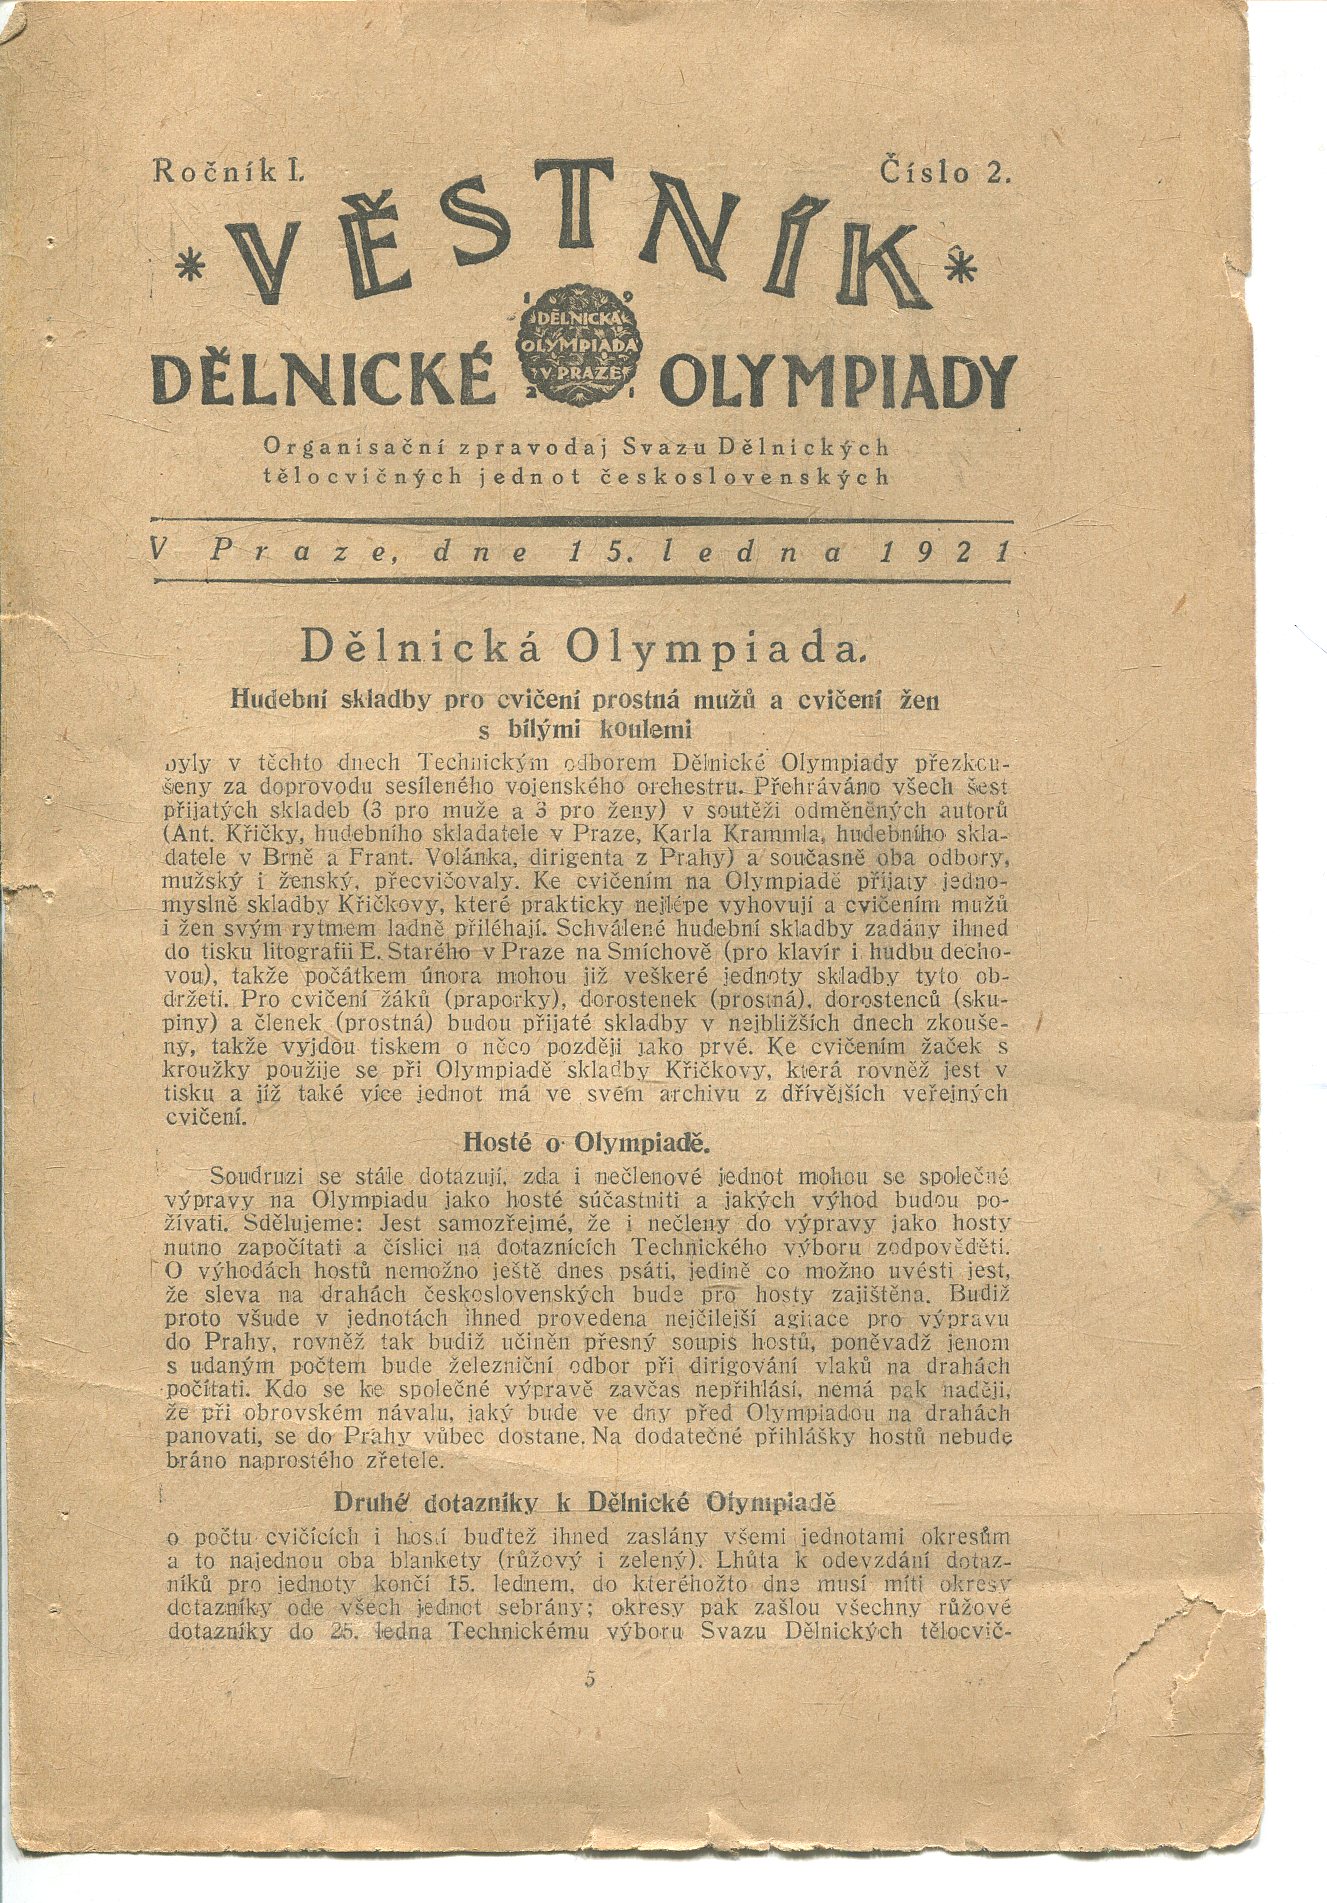 Ročník I.
Číslo 2.
* VĚSTNÍK *
1 9
DĚLNICKÁ
OLYMPIADA
V PRAZE
2 1
DĚLNICKÉ OLYMPIADY
Organisační zpravodaj Svazu Dělnických
tělocvičných jednot československých
V Praze, dne 15. ledna 1921
Dělnická Olympiada.
Hudební skladby pro cvičení prostná mužů a cvičení žen
s bílými koulemi
byly v těchto dnech Technickým odborem Dělnické Olympiady přezkou-
šeny za doprovodu sesíleného vojenského orchestru. Přehráváno všech šest
přijatých skladeb (3 pro muže a 3 pro ženy) v soutěži odměněných autorů
(Ant. Křičky, hudebního skladatele v Praze, Karla Krammla, hudebního skla-
datele v Brně a Frant. Volánka, dirigenta z Prahy) a současně oba odbory,
mužský i ženský, přecvičovaly. Ke cvičením na Olympiadě přijaty jedno-
myslně skladby Křičkovy, které prakticky nejlépe vyhovují a cvičením mužů
i žen svým rytmem ladně přiléhají. Schválené hudební skladby zadány ihned
do tisku litografii E. Starého v Praze na Smíchově (pro klavír i hudbu decho-
vou), takže počátkem února mohou již veškeré jednoty skladby tyto ob-
držeti. Pro cvičení žáků (praporky), dorostenek (prostná), dorostenců (sku-
piny) a členek (prostná) budou přijaté skladby v nejbližších dnech zkouše-
ny, takže vyjdou tiskem o něco později jako prvé. Ke cvičením žaček s
kroužky použije se při Olympiadě skladby Křičkovy, která rovněž jest v
tisku a jíž také více jednot má ve svém archivu z dřívějších veřejných
cvičení.
Hosté o Olympiadě.
Soudruzi se stále dotazují, zda i nečlenové jednot mohou se společné
výpravy na Olympiadu jako hosté súčastniti a jakých výhod budou po-
žívati. Sdělujeme: Jest samozřejmé, že i nečleny do výpravy jako hosty
nutno započítati a číslici na dotaznících Technického výboru zodpověděti.
O výhodách hostů nemožno ještě dnes psáti, jedině co možno uvésti jest,
že sleva na drahách československých bude pro hosty zajištěna. Budiž
proto všude v jednotách ihned provedena nejčilejší agitace pro výpravu
do Prahy, rovněž tak budiž učiněn přesný soupis hostů, poněvadž jenom
s udaným počtem bude železniční odbor při dirigování vlaků na drahách
počítati. Kdo se ke společné výpravě zavčas nepřihlásí, nemá pak naději,
že při obrovském návalu, jaký bude ve dny před Olympiadou na drahách
panovati, se do Prahy vůbec dostane. Na dodatečné přihlášky hostů nebude
bráno naprostého zřetele.
Druhé dotazníky k Dělnické Olympiadě
o počtu cvičících i hostí buďtež ihned zaslány všemi jednotami okresům
a to najednou oba blankety (růžový i zelený). Lhůta k odevzdání dotaz-
níků pro jednoty končí 15. lednem, do kteréhožto dne musí míti okresy
dotazníky ode všech jednot sebrány; okresy pak zašlou všechny růžové
dotazníky do 25. ledna Technickému výboru Svazu Dělnických tělocvič-
5